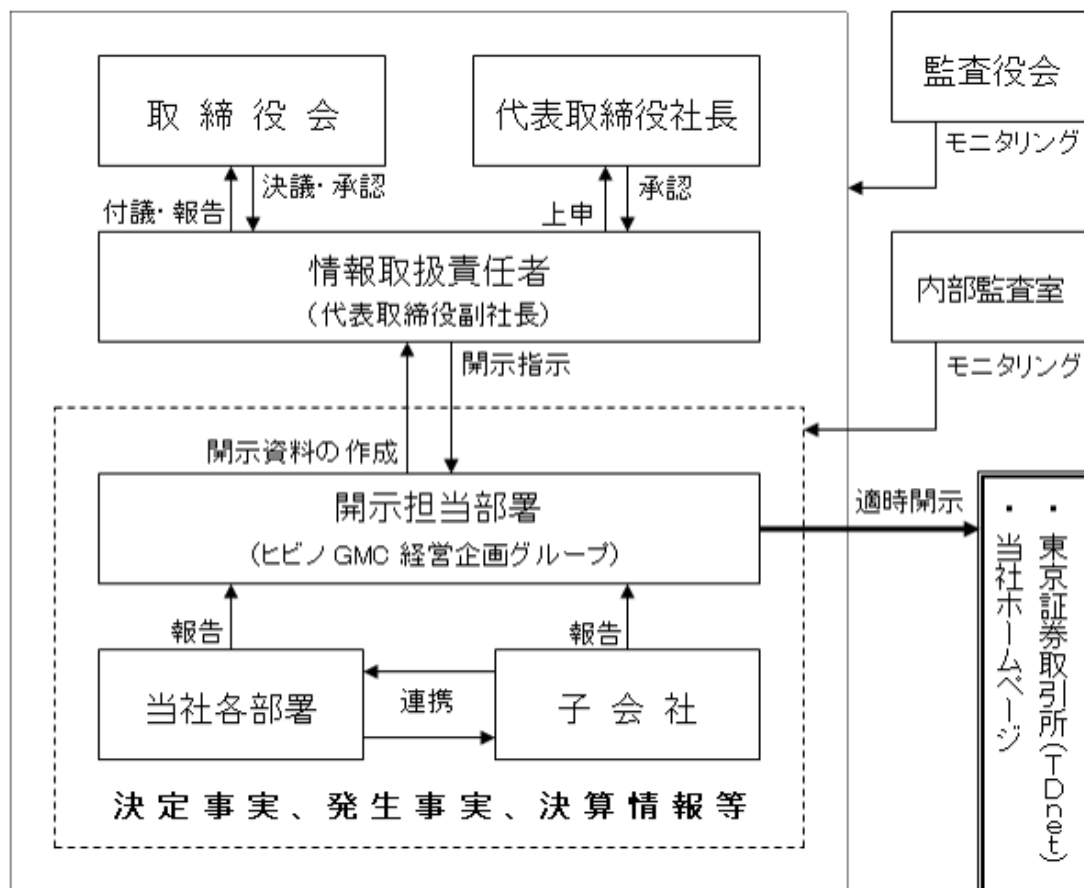 取締役会
代表取締役社長
監査役会
モニタリング
決議・承認
承認
付議・報告
上申
情報取扱責任者
(代表取締役副社長)
内部監査室
モニタリング
開示指示
開示資料の作成
開示担当部署
(ヒビノGMC 経営企画グループ)
適時開示
・東京証券取引所(TDnet)
・当社ホームページ
報告
報告
当社各部署
連携
子会社
決定事実、発生事実、決算情報等